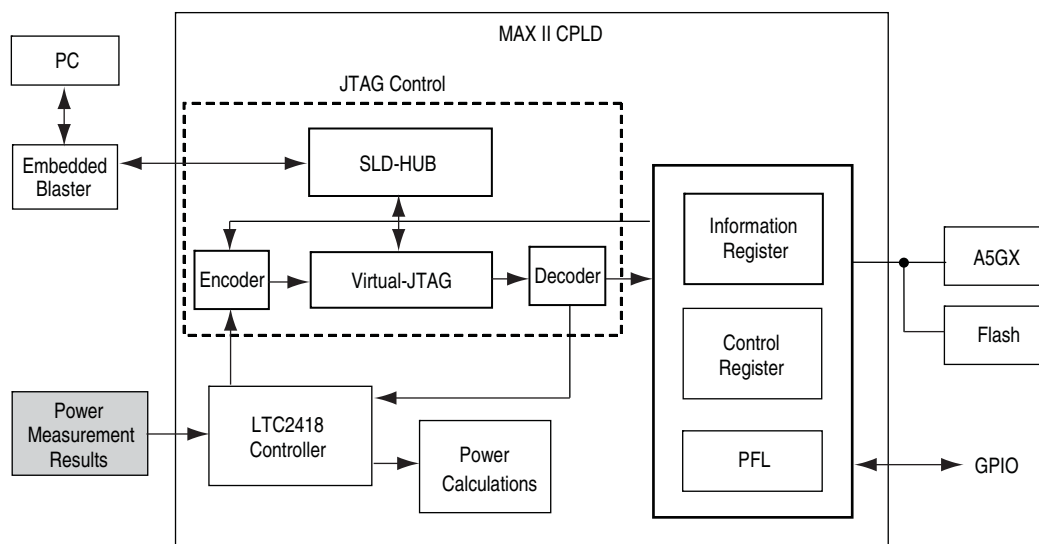 MAX II CPLD
PC
JTAG Control
Embedded
Blaster
SLD-HUB
Encoder
Virtual-JTAG
Decoder
Information
Register
A5GX
Control
Register
Flash
Power
Measurement
Results
LTC2418
Controller
Power
Calculations
PFL
GPIO